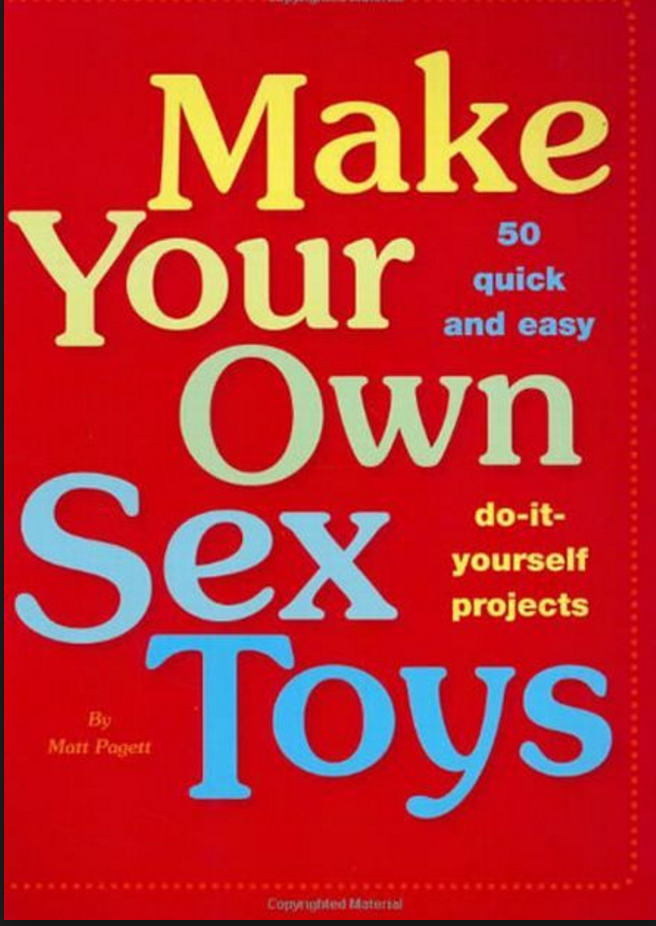 Copyrighted Material
Make
Your
50
quick
and easy
Own
Sex
do-it-
yourself
projects
Toys
By
Matt Pagett
Copyrighted Material